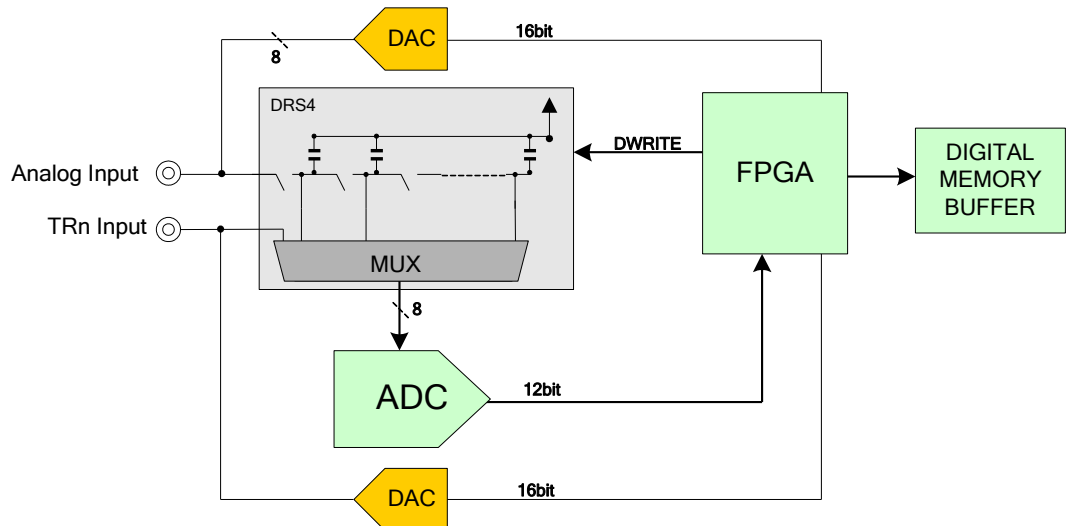 DAC
16bit
8
DRS4
DWRITE
FPGA
DIGITAL
MEMORY
BUFFER
Analog Input
TRn Input
MUX
8
ADC
12bit
DAC
16bit